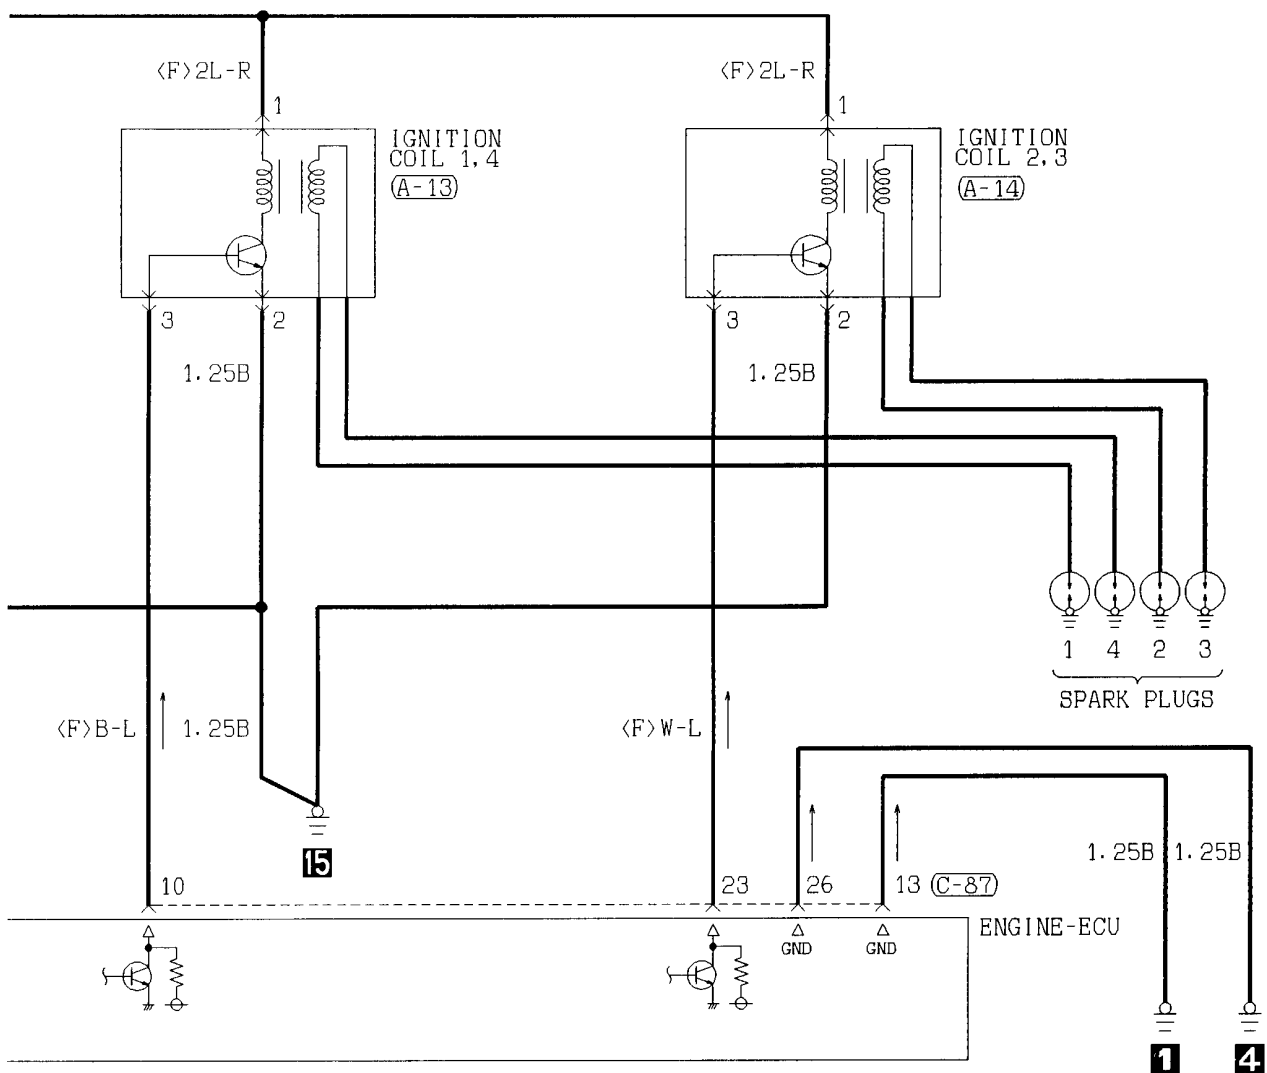 <F>2L-R
<F>2L-R
1
1
IGNITION
COIL 1,4
(A-13)
IGNITION
COIL 2,3
(A-14)
3
2
3
2
1.25B
1.25B
1 4 2 3
SPARK PLUGS
<F>B-L
1.25B
<F>W-L
15
1.25B
1.25B
10
23
26
13
(C-87)
ENGINE-ECU
GND
GND
1
4